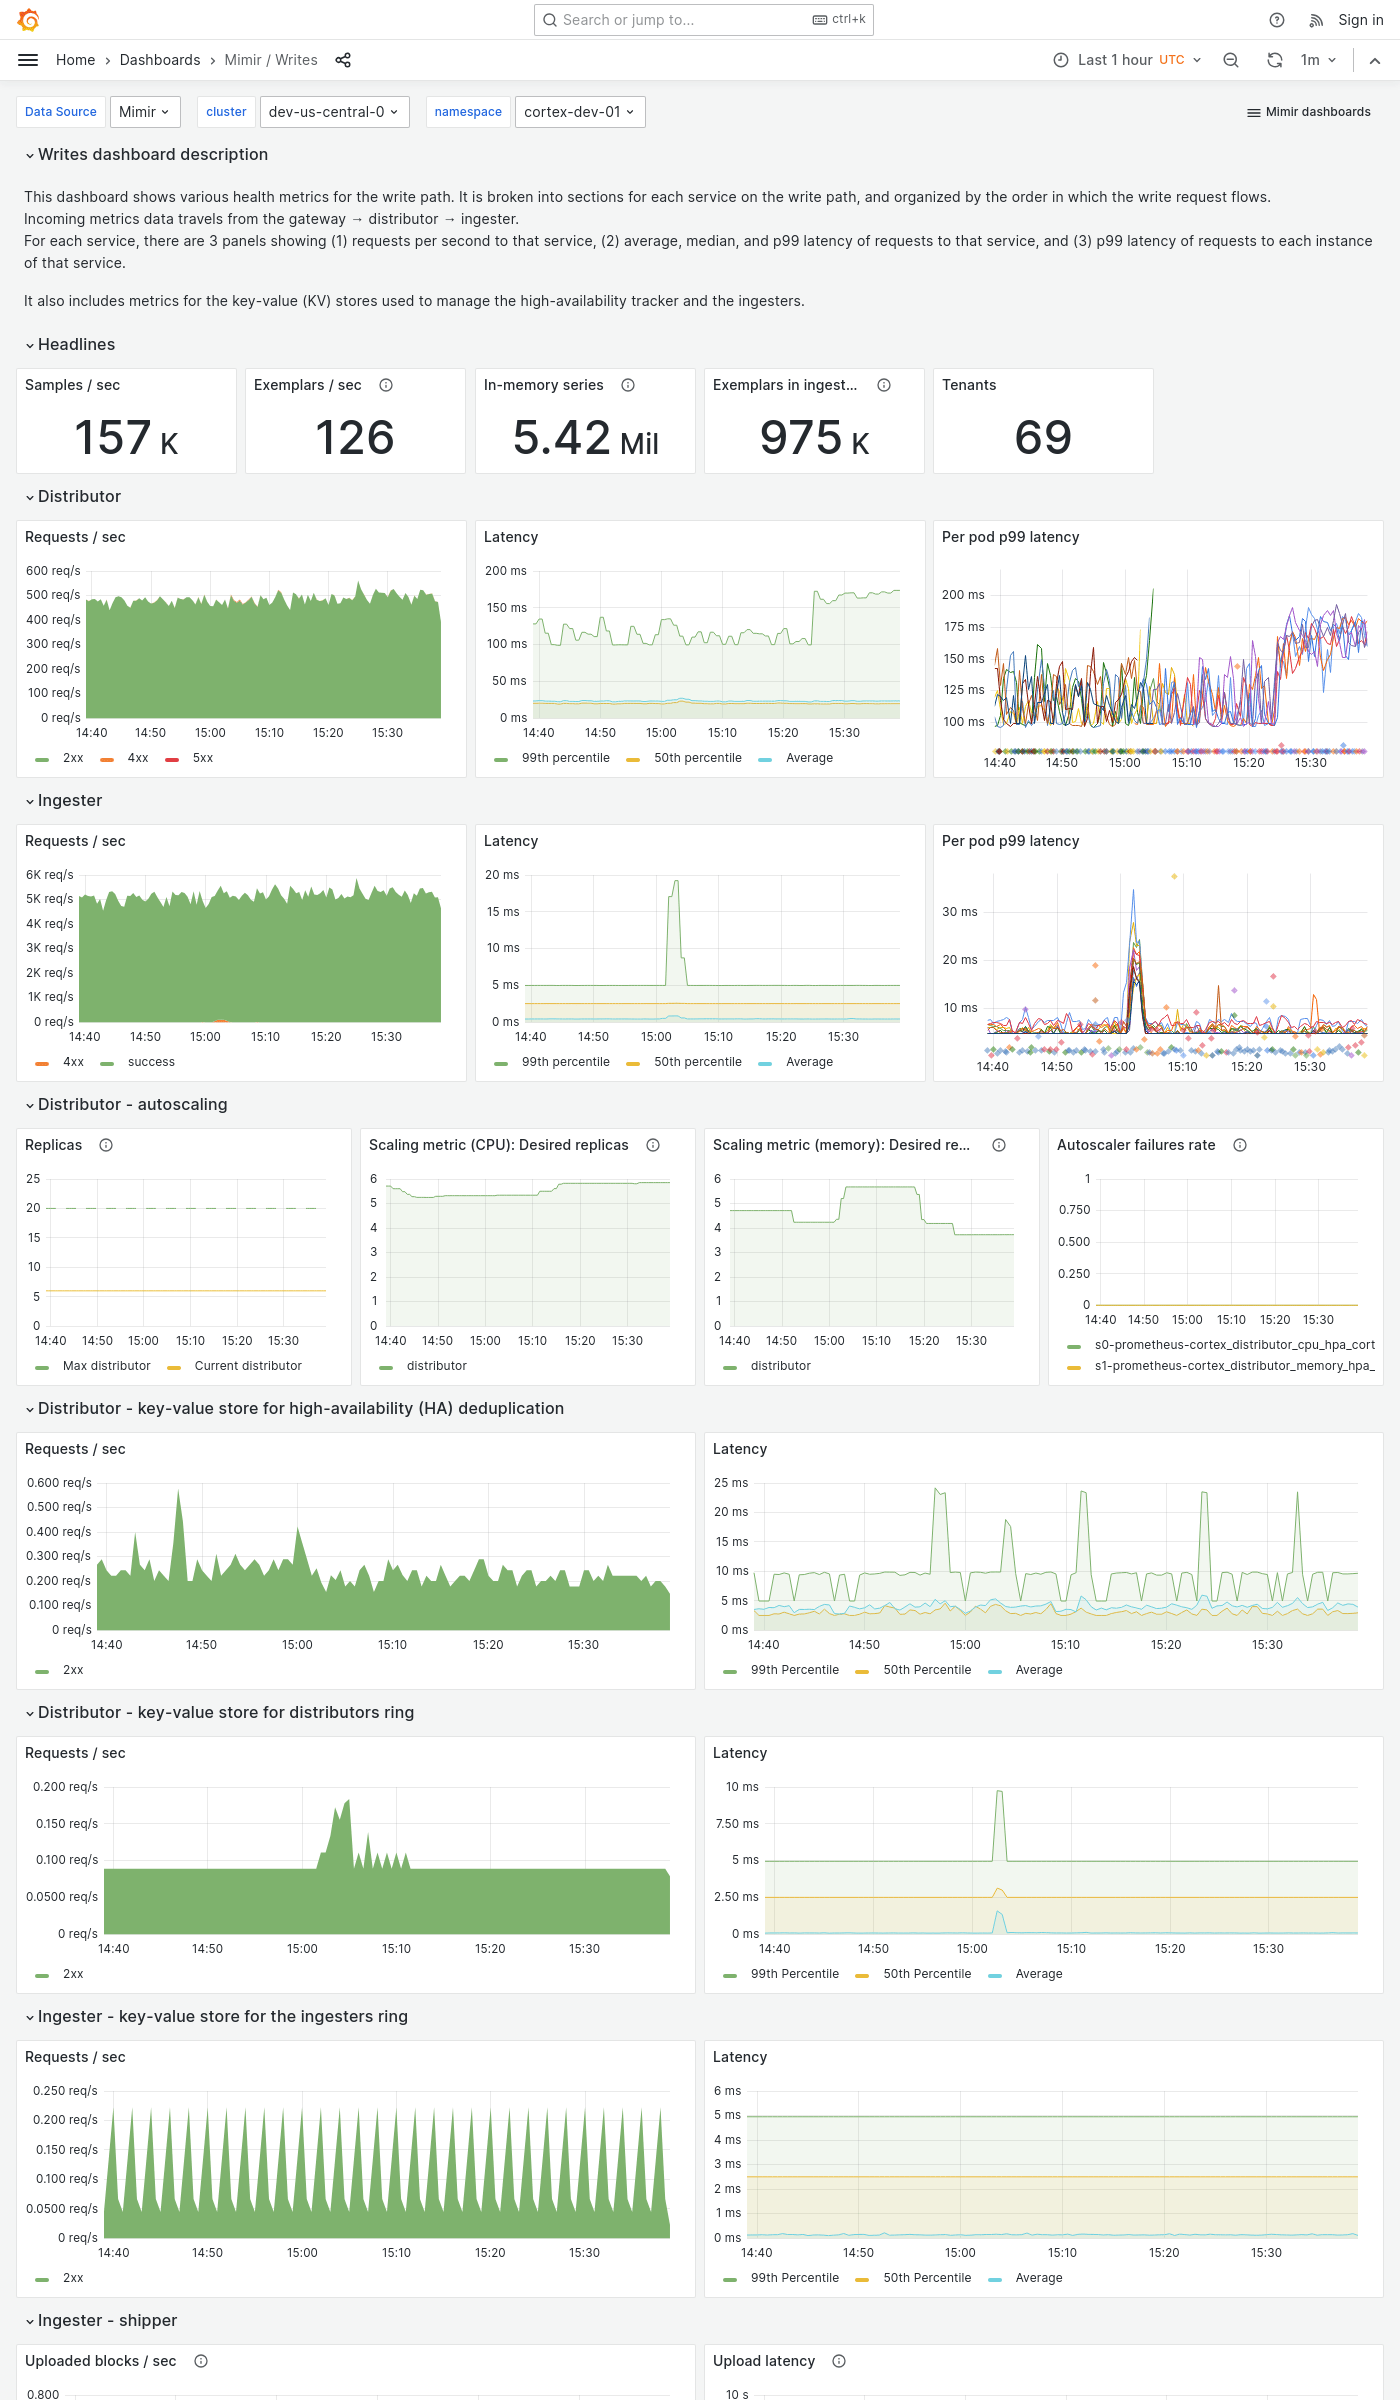 Search or jump to...
ctrl+k
Sign in
Home › Dashboards › Mimir / Writes
Last 1 hour UTC
1m
Data Source
Mimir
cluster
dev-us-central-0
namespace
cortex-dev-01
Mimir dashboards
Writes dashboard description
This dashboard shows various health metrics for the write path. It is broken into sections for each service on the write path, and organized by the order in which the write request flows.
Incoming metrics data travels from the gateway → distributor → ingester.
For each service, there are 3 panels showing (1) requests per second to that service, (2) average, median, and p99 latency of requests to that service, and (3) p99 latency of requests to each instance
of that service.
It also includes metrics for the key-value (KV) stores used to manage the high-availability tracker and the ingesters.
Headlines
Samples / sec
157 K
Exemplars / sec
126
In-memory series
5.42 Mil
Exemplars in ingest...
975 K
Tenants
69
Distributor
Requests / sec
600 req/s
500 req/s
400 req/s
300 req/s
200 req/s
100 req/s
0 req/s
14:40 14:50 15:00 15:10 15:20 15:30
2xx 4xx 5xx
Latency
200 ms
150 ms
100 ms
50 ms
0 ms
14:40 14:50 15:00 15:10 15:20 15:30
99th percentile 50th percentile Average
Per pod p99 latency
200 ms
175 ms
150 ms
125 ms
100 ms
14:40 14:50 15:00 15:10 15:20 15:30
Ingester
Requests / sec
6K req/s
5K req/s
4K req/s
3K req/s
2K req/s
1K req/s
0 req/s
14:40 14:50 15:00 15:10 15:20 15:30
4xx success
Latency
20 ms
15 ms
10 ms
5 ms
0 ms
14:40 14:50 15:00 15:10 15:20 15:30
99th percentile 50th percentile Average
Per pod p99 latency
30 ms
20 ms
10 ms
14:40 14:50 15:00 15:10 15:20 15:30
Distributor - autoscaling
Replicas
25
20
15
10
5
0
14:40 14:50 15:00 15:10 15:20 15:30
Max distributor Current distributor
Scaling metric (CPU): Desired replicas
6
5
4
3
2
1
0
14:40 14:50 15:00 15:10 15:20 15:30
distributor
Scaling metric (memory): Desired re...
6
5
4
3
2
1
0
14:40 14:50 15:00 15:10 15:20 15:30
distributor
Autoscaler failures rate
1
0.750
0.500
0.250
0
14:40 14:50 15:00 15:10 15:20 15:30
s0-prometheus-cortex_distributor_cpu_hpa_cort
s1-prometheus-cortex_distributor_memory_hpa_
Distributor - key-value store for high-availability (HA) deduplication
Requests / sec
0.600 req/s
0.500 req/s
0.400 req/s
0.300 req/s
0.200 req/s
0.100 req/s
0 req/s
14:40 14:50 15:00 15:10 15:20 15:30
2xx
Latency
25 ms
20 ms
15 ms
10 ms
5 ms
0 ms
14:40 14:50 15:00 15:10 15:20 15:30
99th Percentile 50th Percentile Average
Distributor - key-value store for distributors ring
Requests / sec
0.200 req/s
0.150 req/s
0.100 req/s
0.0500 req/s
0 req/s
14:40 14:50 15:00 15:10 15:20 15:30
2xx
Latency
10 ms
7.50 ms
5 ms
2.50 ms
0 ms
14:40 14:50 15:00 15:10 15:20 15:30
99th Percentile 50th Percentile Average
Ingester - key-value store for the ingesters ring
Requests / sec
0.250 req/s
0.200 req/s
0.150 req/s
0.100 req/s
0.0500 req/s
0 req/s
14:40 14:50 15:00 15:10 15:20 15:30
2xx
Latency
6 ms
5 ms
4 ms
3 ms
2 ms
1 ms
0 ms
14:40 14:50 15:00 15:10 15:20 15:30
99th Percentile 50th Percentile Average
Ingester - shipper
Uploaded blocks / sec
0.800
Upload latency
10 s